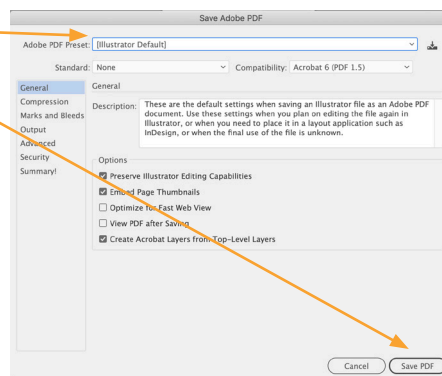 Save Adobe PDF
Adobe PDF Preset: [Illustrator Default]
Standard: None Compatibility: Acrobat 6 (PDF 1.5)
General
Compression
Marks and Bleeds
Output
Advanced
Security
Summary!
General
Description: These are the default settings when saving an Illustrator file as an Adobe PDF
document. Use these settings when you plan on editing the file again in
Illustrator, or when you need to place it in a layout application such as
InDesign, or when the final use of the file is unknown.
Options
Preserve Illustrator Editing Capabilities
Embed Page Thumbnails
Optimize for Fast Web View
View PDF after Saving
Create Acrobat Layers from Top-Level Layers
Cancel Save PDF